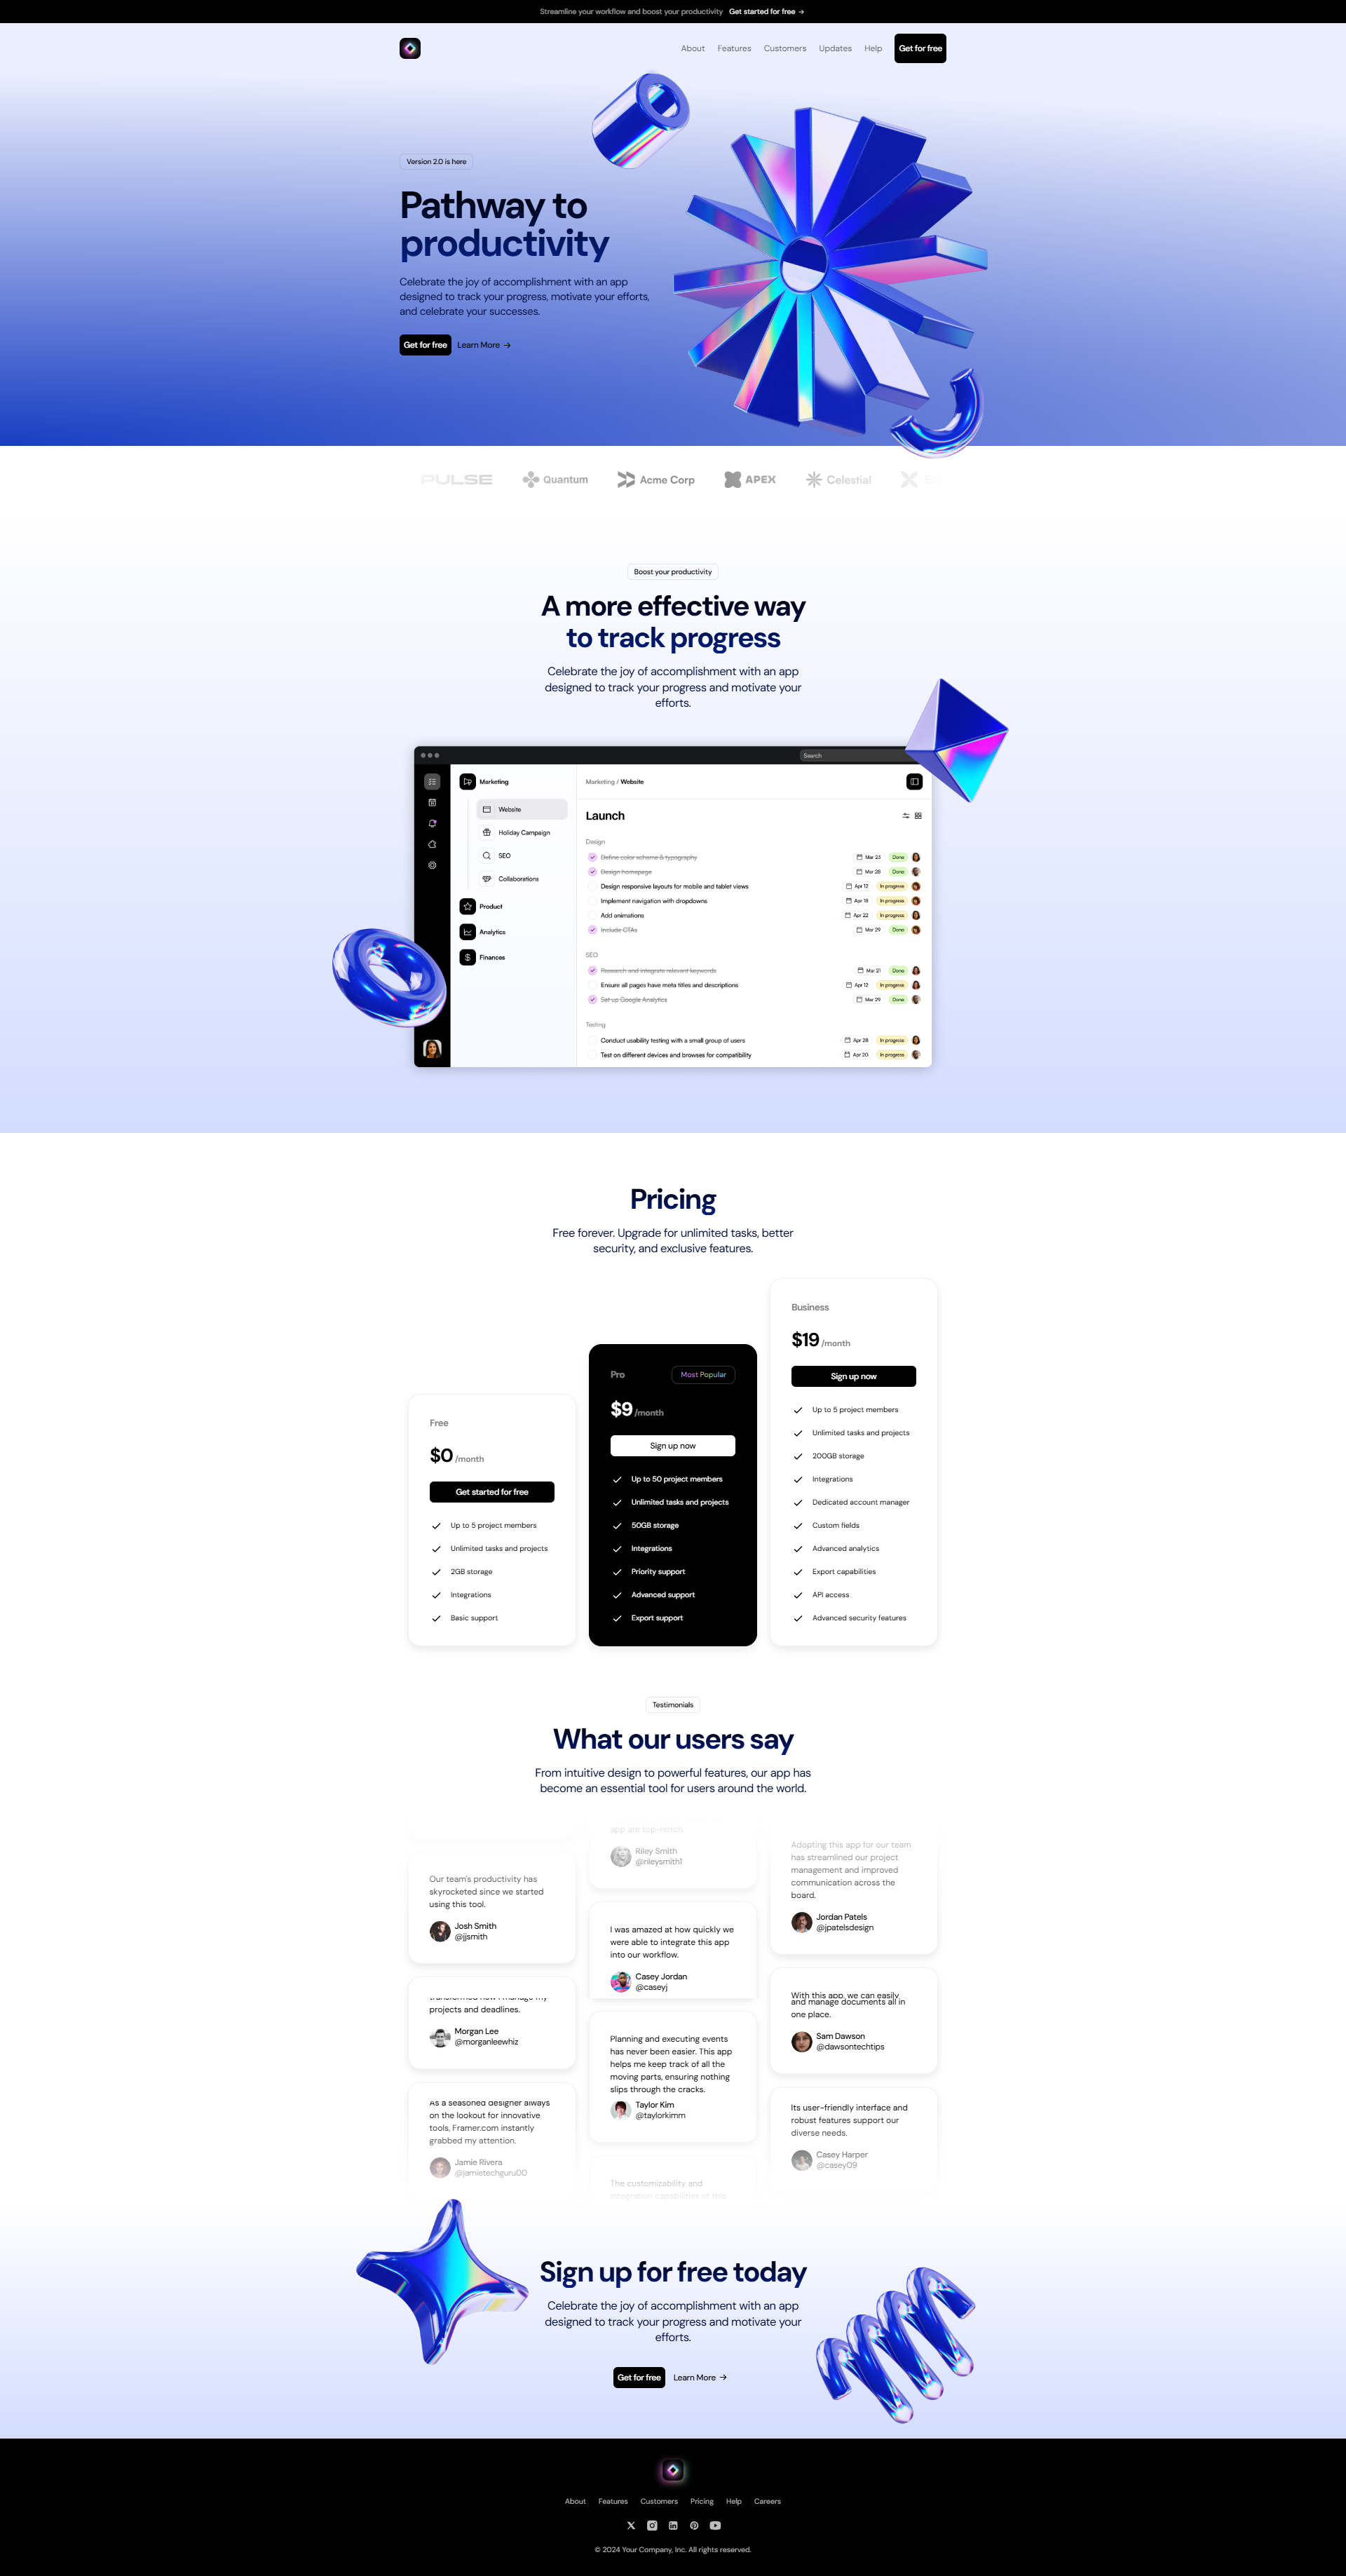 Streamline your workflow and boost your productivity Get started for free →
About Features Customers Updates Help Get for free
Version 2.0 is here
Pathway to
productivity
Celebrate the joy of accomplishment with an app
designed to track your progress, motivate your efforts,
and celebrate your successes.
Get for free Learn More →
PULSE Quantum Acme Corp APEX Celestial
Boost your productivity
A more effective way
to track progress
Celebrate the joy of accomplishment with an app
designed to track your progress and motivate your
efforts.
Search
Marketing
Website
Holiday Campaign
SEO
Collaborations
Product
Analytics
Finances
Marketing / Website
Launch
Design
Define color scheme & typography Mar 23 Done
Design homepage Mar 28 Done
Design responsive layouts for mobile and tablet views Apr 12 In progress
Implement navigation with dropdowns Apr 18 In progress
Add animations Apr 22 In progress
Include CTAs Mar 29 Done
SEO
Research and integrate relevant keywords Mar 21 Done
Ensure all pages have meta titles and descriptions Apr 12 In progress
Set up Google Analytics Mar 29 Done
Testing
Conduct usability testing with a small group of users Apr 28 In progress
Test on different devices and browses for compatibility Apr 20 In progress
Pricing
Free forever. Upgrade for unlimited tasks, better
security, and exclusive features.
Free
$0 /month
Get started for free
Up to 5 project members
Unlimited tasks and projects
2GB storage
Integrations
Basic support
Pro Most Popular
$9 /month
Sign up now
Up to 50 project members
Unlimited tasks and projects
50GB storage
Integrations
Priority support
Advanced support
Export support
Business
$19 /month
Sign up now
Up to 5 project members
Unlimited tasks and projects
200GB storage
Integrations
Dedicated account manager
Custom fields
Advanced analytics
Export capabilities
API access
Advanced security features
Testimonials
What our users say
From intuitive design to powerful features, our app has
become an essential tool for users around the world.
Our team's productivity has
skyrocketed since we started
using this tool.
Josh Smith
@jjsmith
transformed how I manage my
projects and deadlines.
Morgan Lee
@morganleewhiz
As a seasoned designer always
on the lookout for innovative
tools, Framer.com instantly
grabbed my attention.
Jamie Rivera
@jamietechguru00
app are top-notch.
Riley Smith
@rileysmith1
I was amazed at how quickly we
were able to integrate this app
into our workflow.
Casey Jordan
@caseyj
Planning and executing events
has never been easier. This app
helps me keep track of all the
moving parts, ensuring nothing
slips through the cracks.
Taylor Kim
@taylorkimm
The customizability and
integration capabilities of this
Adopting this app for our team
has streamlined our project
management and improved
communication across the
board.
Jordan Patels
@jpatelsdesign
With this app, we can easily
and manage documents all in
one place.
Sam Dawson
@dawsontechtips
Its user-friendly interface and
robust features support our
diverse needs.
Casey Harper
@casey09
Sign up for free today
Celebrate the joy of accomplishment with an app
designed to track your progress and motivate your
efforts.
Get for free Learn More →
About Features Customers Pricing Help Careers
© 2024 Your Company, Inc. All rights reserved.